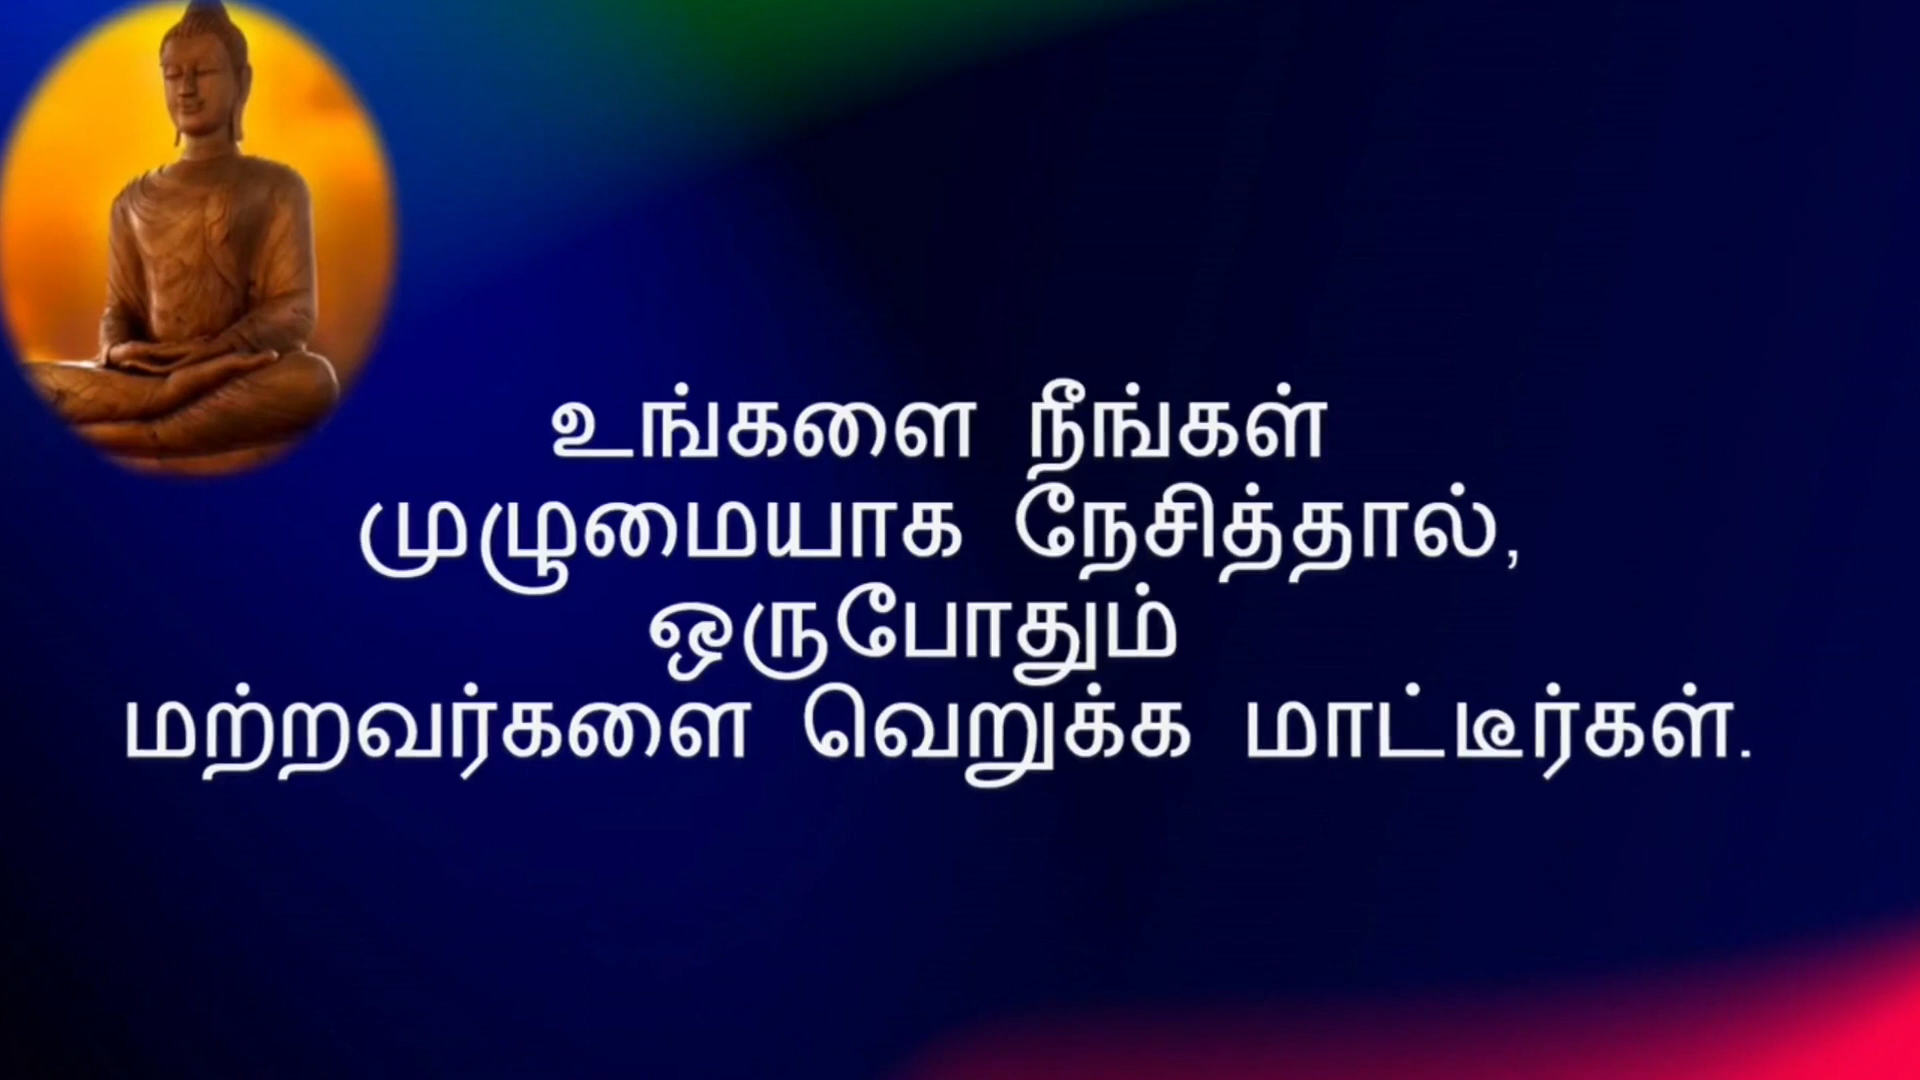 உங்களை நீங்கள்
முழுமையாக நேசித்தால்,
ஒருபோதும்
மற்றவர்களை வெறுக்க மாட்டீர்கள்.